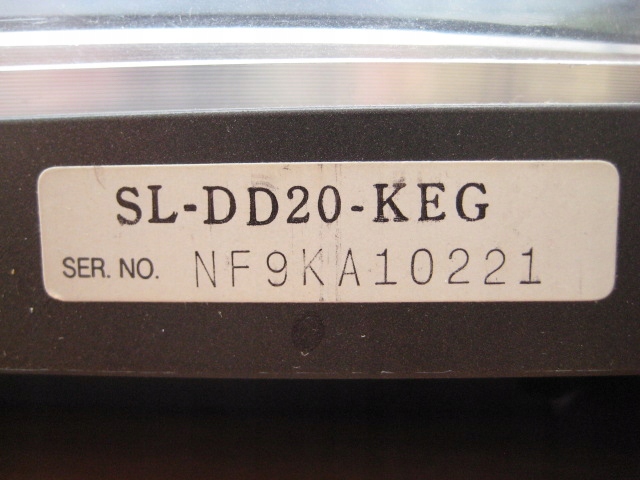 SL-DD20-KEG
SER. NO. NF9KA10221